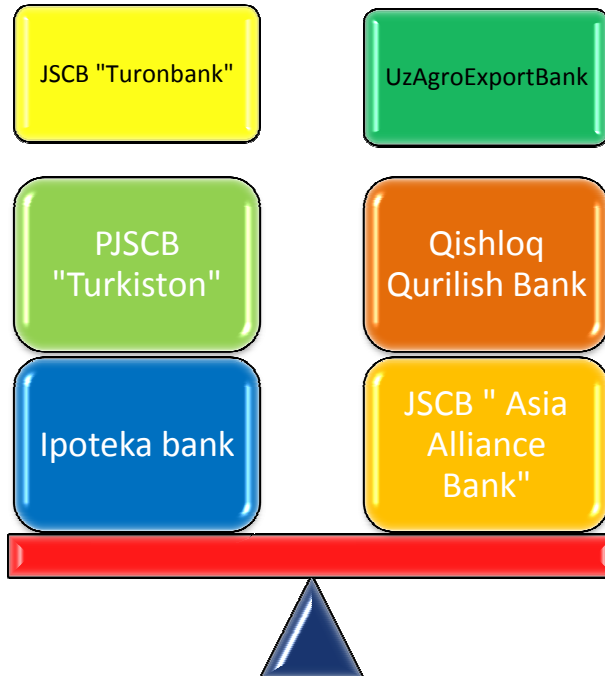 JSCB "Turonbank"
UzAgroExportBank
PJSCB
"Turkiston"
Qishloq
Qurilish Bank
Ipoteka bank
JSCB " Asia
Alliance
Bank"